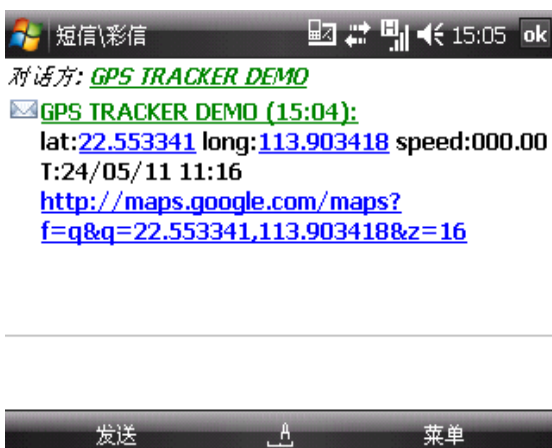 短信\彩信 15:05 ok
对话方: GPS TRACKER DEMO
GPS TRACKER DEMO (15:04):
lat:22.553341 long:113.903418 speed:000.00
T:24/05/11 11:16
http://maps.google.com/maps?
f=q&q=22.553341,113.903418&z=16
发送 菜单